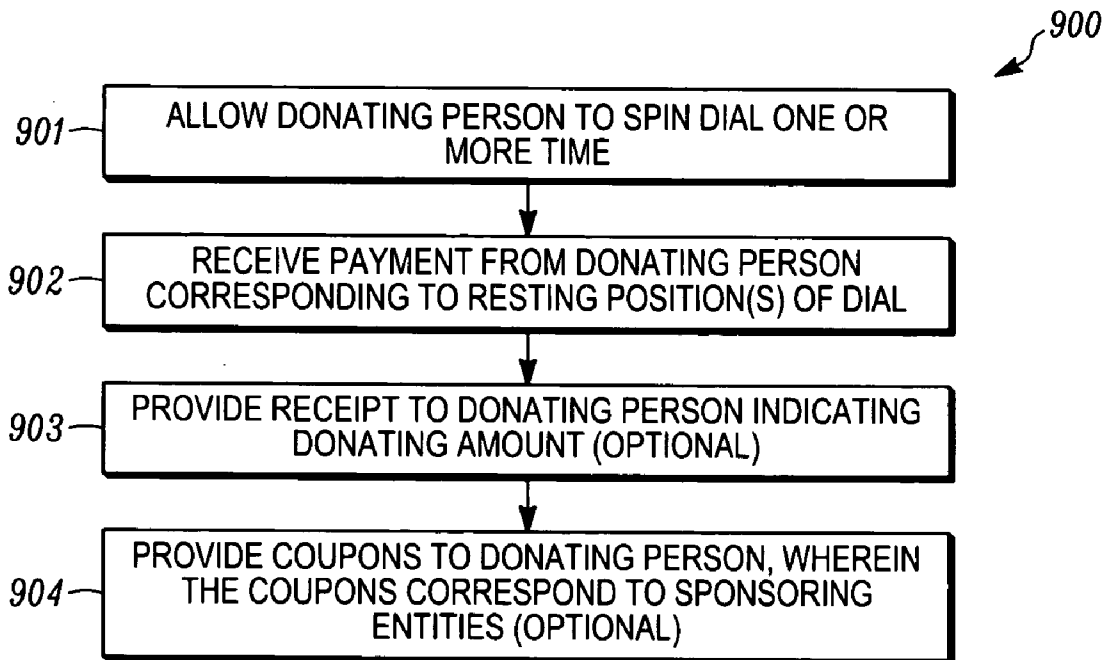 900
901
ALLOW DONATING PERSON TO SPIN DIAL ONE OR
MORE TIME
902
RECEIVE PAYMENT FROM DONATING PERSON
CORRESPONDING TO RESTING POSITION(S) OF DIAL
903
PROVIDE RECEIPT TO DONATING PERSON INDICATING
DONATING AMOUNT (OPTIONAL)
904
PROVIDE COUPONS TO DONATING PERSON, WHEREIN
THE COUPONS CORRESPOND TO SPONSORING
ENTITIES (OPTIONAL)